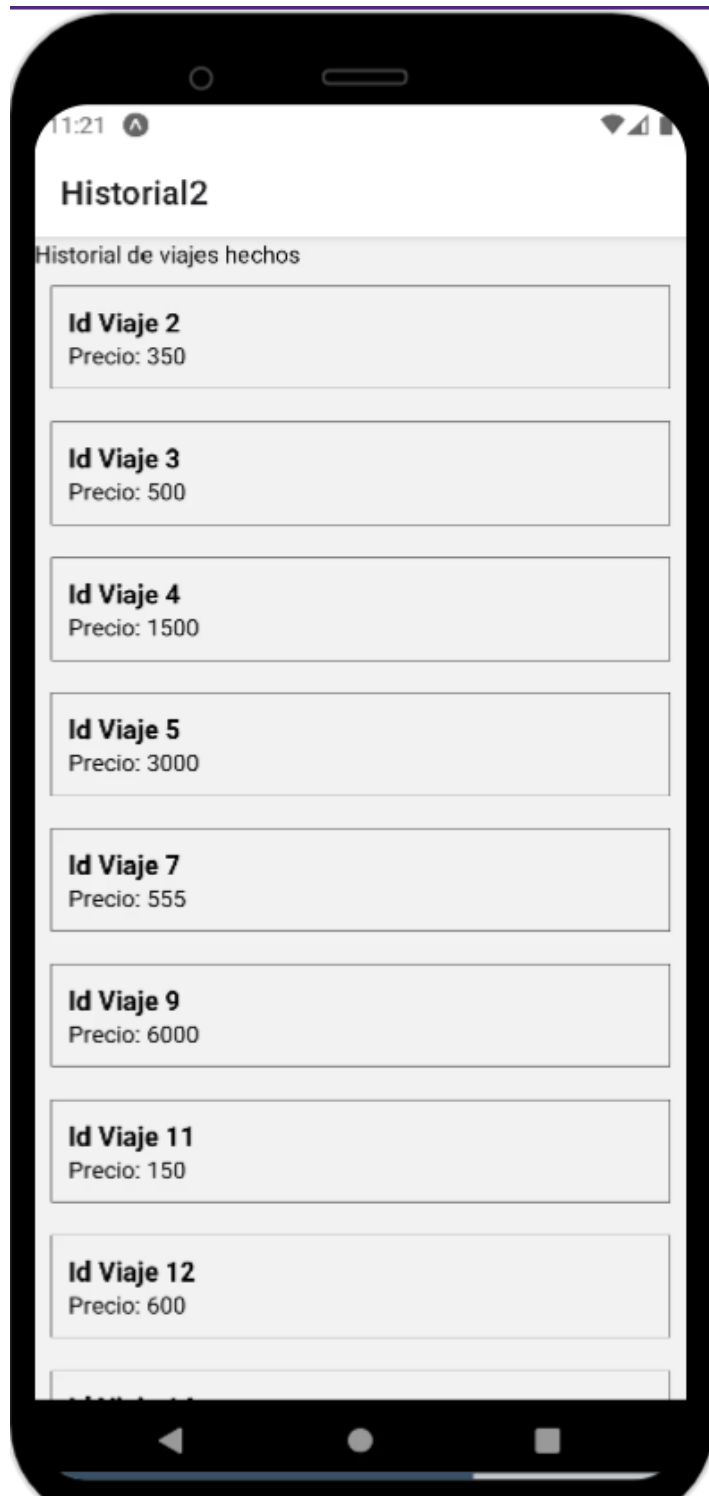 11:21
Historial2
Historial de viajes hechos
Id Viaje 2
Precio: 350
Id Viaje 3
Precio: 500
Id Viaje 4
Precio: 1500
Id Viaje 5
Precio: 3000
Id Viaje 7
Precio: 555
Id Viaje 9
Precio: 6000
Id Viaje 11
Precio: 150
Id Viaje 12
Precio: 600